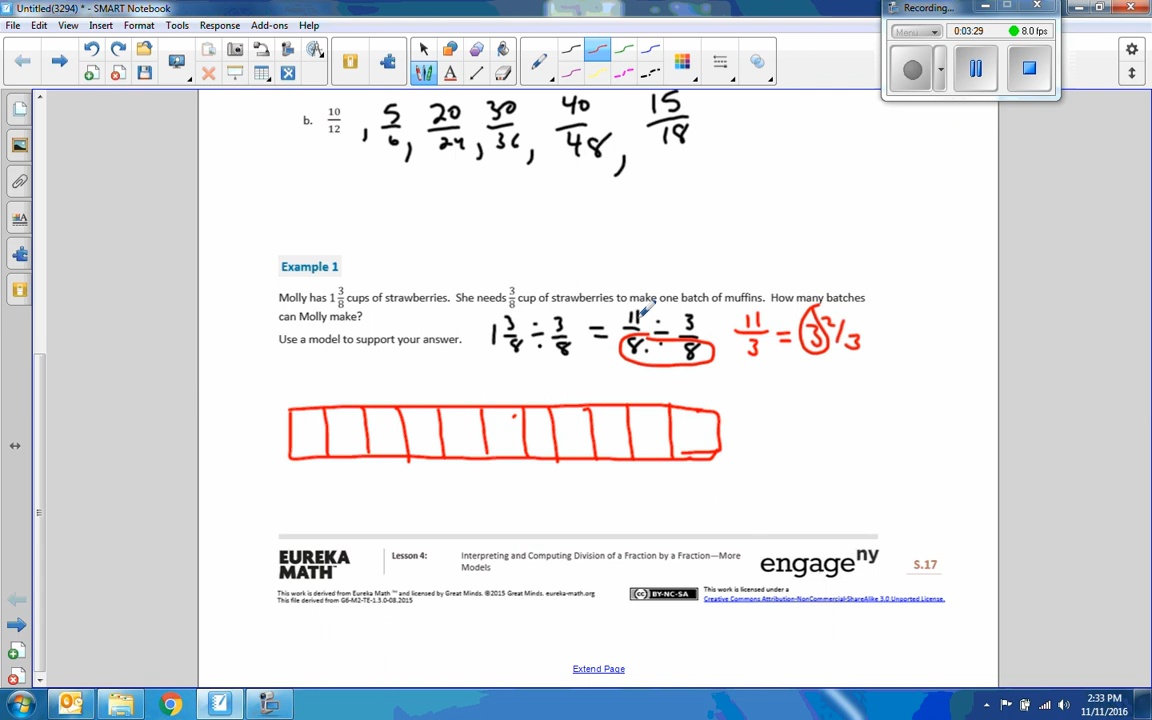 Untitled(3294) * - SMART Notebook
File Edit View Insert Format Tools Response Add-ons Help
Recording...
Menu 0:03:29 8.0 fps
b. 10/12 , 5/6 , 20/24 , 30/36 , 40/48 , 15/18
Example 1
Molly has 1 3/8 cups of strawberries. She needs 3/8 cup of strawberries to make one batch of muffins. How many batches
can Molly make?
Use a model to support your answer.
1 3/8 ÷ 3/8 = 11/8 ÷ 3/8 11/3 = 3 2/3
EUREKA MATH
Lesson 4: Interpreting and Computing Division of a Fraction by a Fraction—More
Models
engageny
S.17
This work is derived from Eureka Math ™ and licensed by Great Minds. ©2015 Great Minds. eureka-math.org
This file derived from G6-M2-TE-1.3.0-08.2015
CC BY-NC-SA
This work is licensed under a
Creative Commons Attribution-NonCommercial-ShareAlike 3.0 Unported License.
Extend Page
2:33 PM
11/11/2016